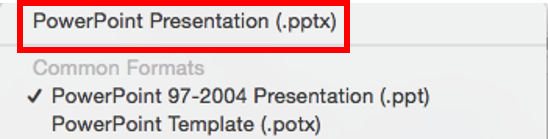 PowerPoint Presentation (.pptx)
Common Formats
✓ PowerPoint 97-2004 Presentation (.ppt)
PowerPoint Template (.potx)